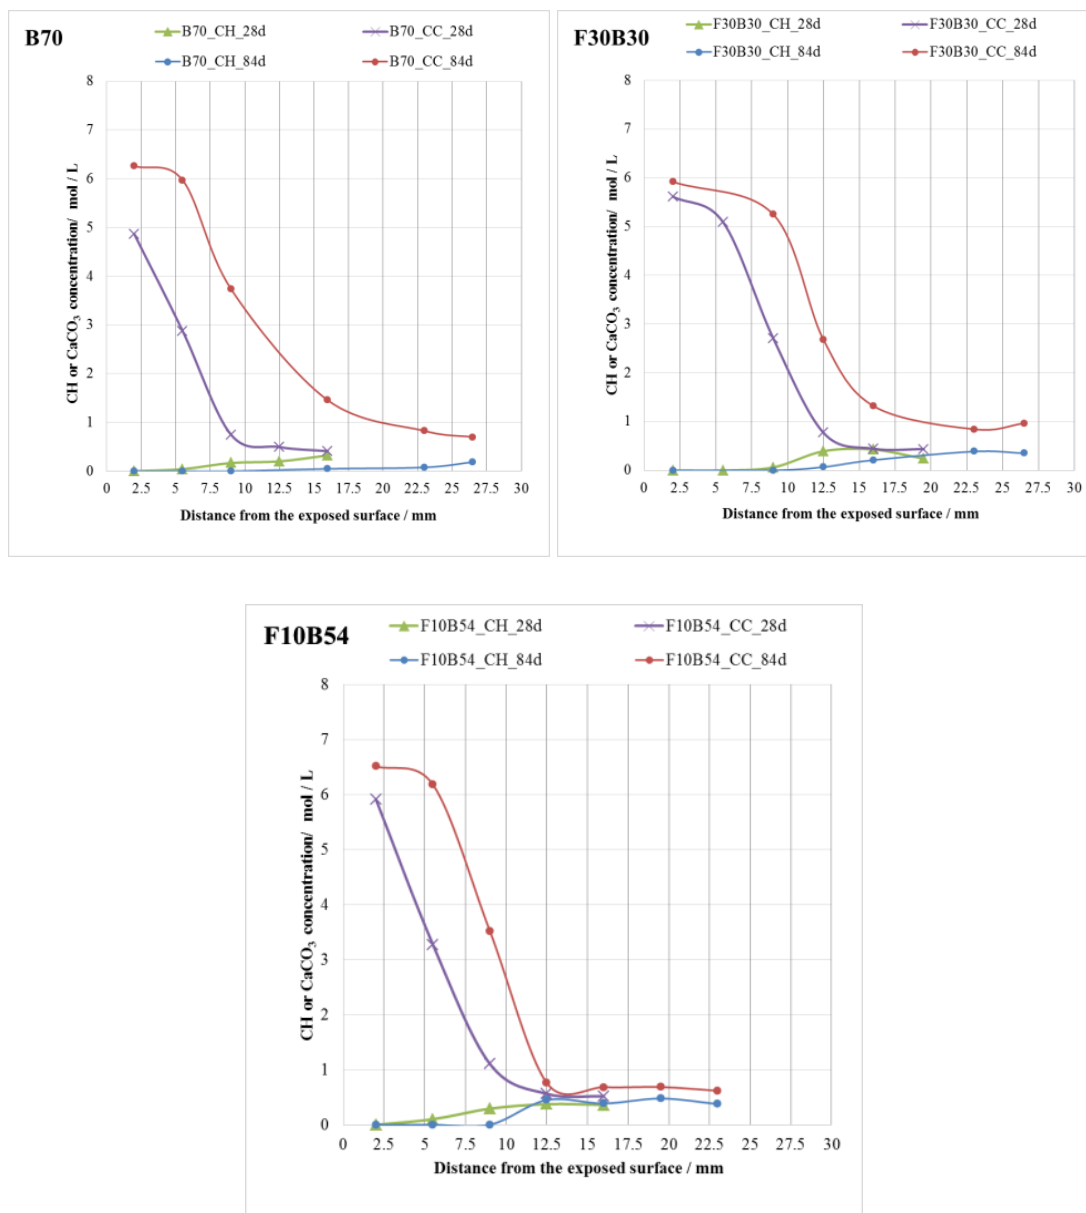 B70
B70_CH_28d
B70_CC_28d
B70_CH_84d
B70_CC_84d
8
7
6
5
4
3
2
1
0
CH or CaCO₃ concentration/ mol / L
0 2.5 5 7.5 10 12.5 15 17.5 20 22.5 25 27.5 30
Distance from the exposed surface / mm
F30B30
F30B30_CH_28d
F30B30_CC_28d
F30B30_CH_84d
F30B30_CC_84d
8
7
6
5
4
3
2
1
0
CH or CaCO₃ concentration/ mol / L
0 2.5 5 7.5 10 12.5 15 17.5 20 22.5 25 27.5 30
Distance from the exposed surface / mm
F10B54
F10B54_CH_28d
F10B54_CC_28d
F10B54_CH_84d
F10B54_CC_84d
8
7
6
5
4
3
2
1
0
CH or CaCO₃ concentration/ mol / L
0 2.5 5 7.5 10 12.5 15 17.5 20 22.5 25 27.5 30
Distance from the exposed surface / mm